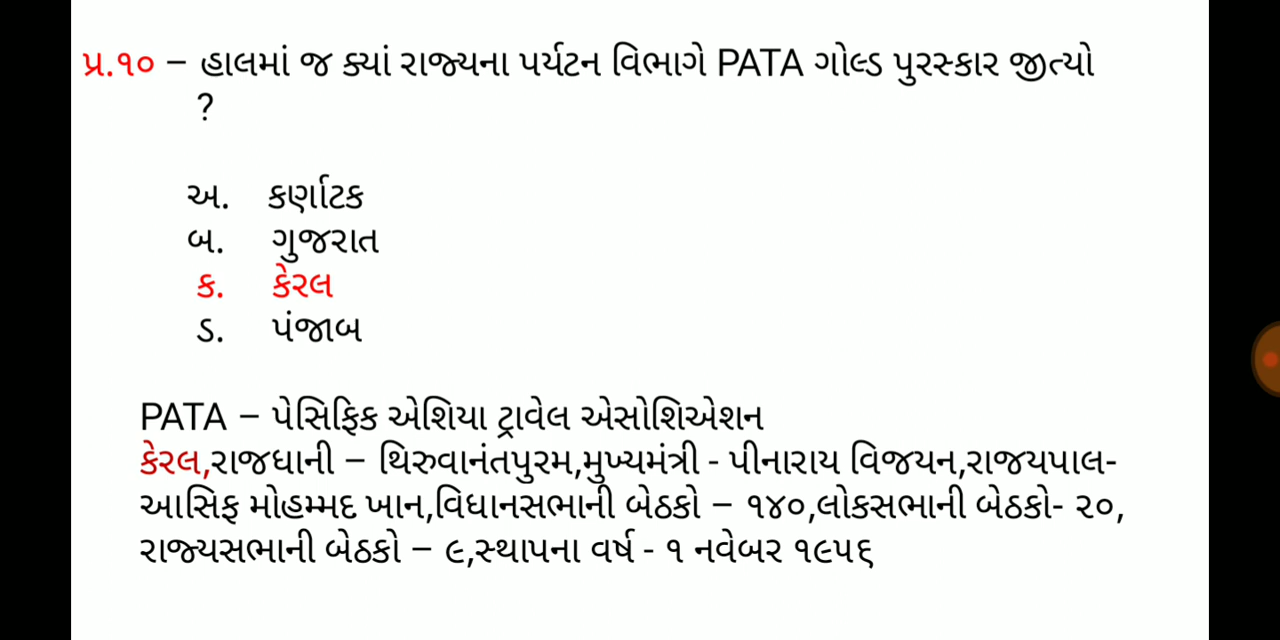 પ્ર.૧૦ – હાલમાં જ ક્યાં રાજ્યના પર્યટન વિભાગે PATA ગોલ્ડ પુરસ્કાર જીત્યો
?
અ. કર્ણાટક
બ. ગુજરાત
ક. કેરલ
ડ. પંજાબ
PATA – પેસિફિક એશિયા ટ્રાવેલ એસોશિએશન
કેરલ,રાજધાની – થિરુવાનંતપુરમ,મુખ્યમંત્રી - પીનારાય વિજયન,રાજયપાલ-
આસિફ મોહમ્મદ ખાન,વિધાનસભાની બેઠકો – ૧૪૦,લોકસભાની બેઠકો- ૨૦,
રાજ્યસભાની બેઠકો – ૯,સ્થાપના વર્ષ - ૧ નવેબર ૧૯૫૬